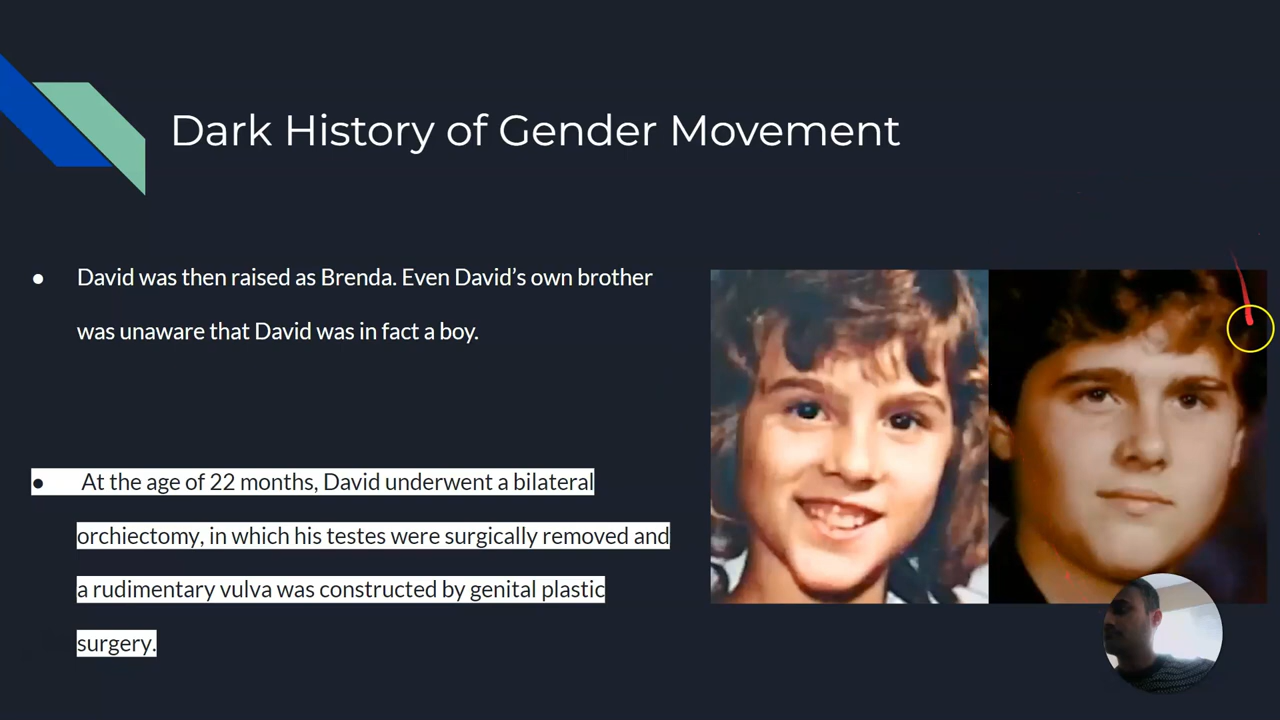 Dark History of Gender Movement
● David was then raised as Brenda. Even David’s own brother
was unaware that David was in fact a boy.
● At the age of 22 months, David underwent a bilateral
orchiectomy, in which his testes were surgically removed and
a rudimentary vulva was constructed by genital plastic
surgery.